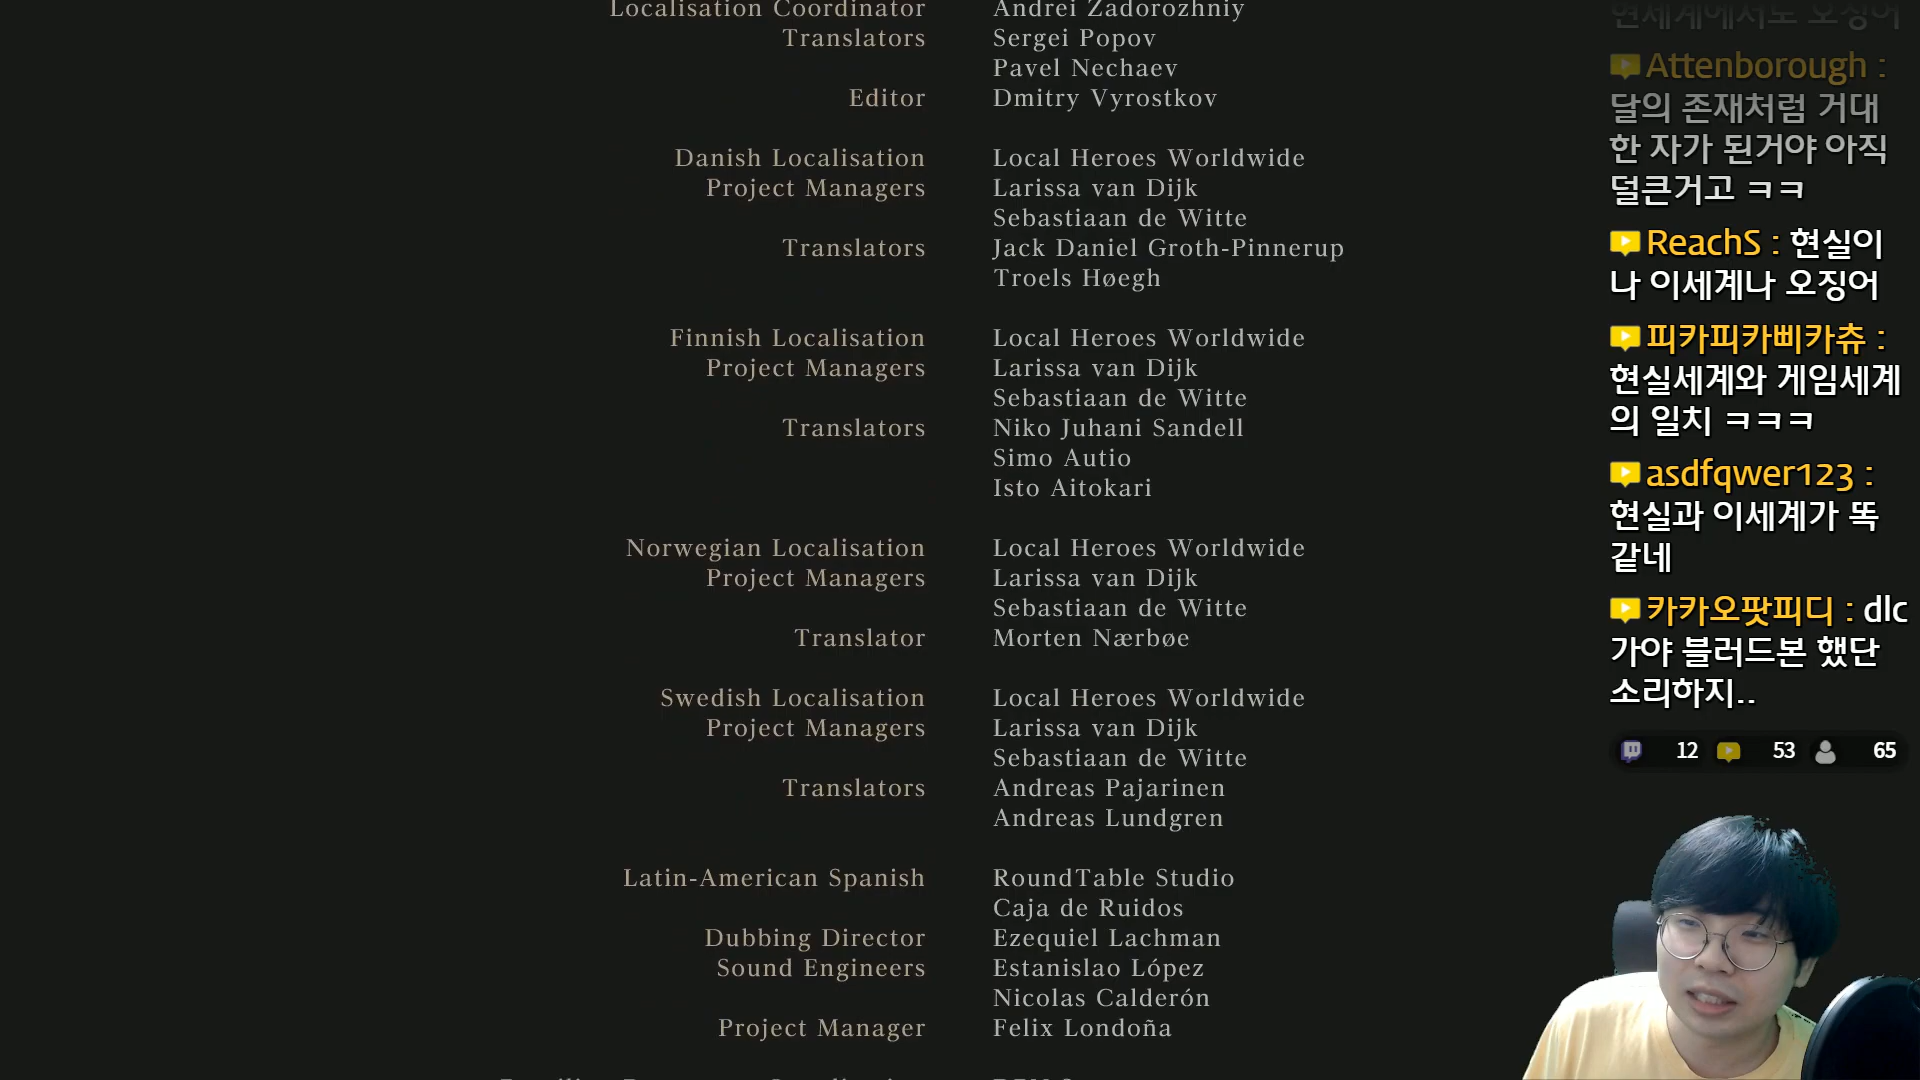 Localisation Coordinator Andrei Zadorozhniy
Translators Sergei Popov
Pavel Nechaev
Editor Dmitry Vyrostkov
Danish Localisation Local Heroes Worldwide
Project Managers Larissa van Dijk
Sebastiaan de Witte
Translators Jack Daniel Groth-Pinnerup
Troels Høegh
Finnish Localisation Local Heroes Worldwide
Project Managers Larissa van Dijk
Sebastiaan de Witte
Translators Niko Juhani Sandell
Simo Autio
Isto Aitokari
Norwegian Localisation Local Heroes Worldwide
Project Managers Larissa van Dijk
Sebastiaan de Witte
Translator Morten Nærbøe
Swedish Localisation Local Heroes Worldwide
Project Managers Larissa van Dijk
Sebastiaan de Witte
Translators Andreas Pajarinen
Andreas Lundgren
Latin-American Spanish RoundTable Studio
Caja de Ruidos
Dubbing Director Ezequiel Lachman
Sound Engineers Estanislao López
Nicolas Calderón
Project Manager Felix Londoña
현세계에서도 오징어
Attenborough :
달의 존재처럼 거대
한 자가 된거야 아직
덜큰거고 ㅋㅋ
ReachS : 현실이
나 이세계나 오징어
피카피카삐카츄 :
현실세계와 게임세계
의 일치 ㅋㅋㅋ
asdfqwer123 :
현실과 이세계가 똑
같네
카카오팟피디 : dlc
가야 블러드본 했단
소리하지..
12 53 65